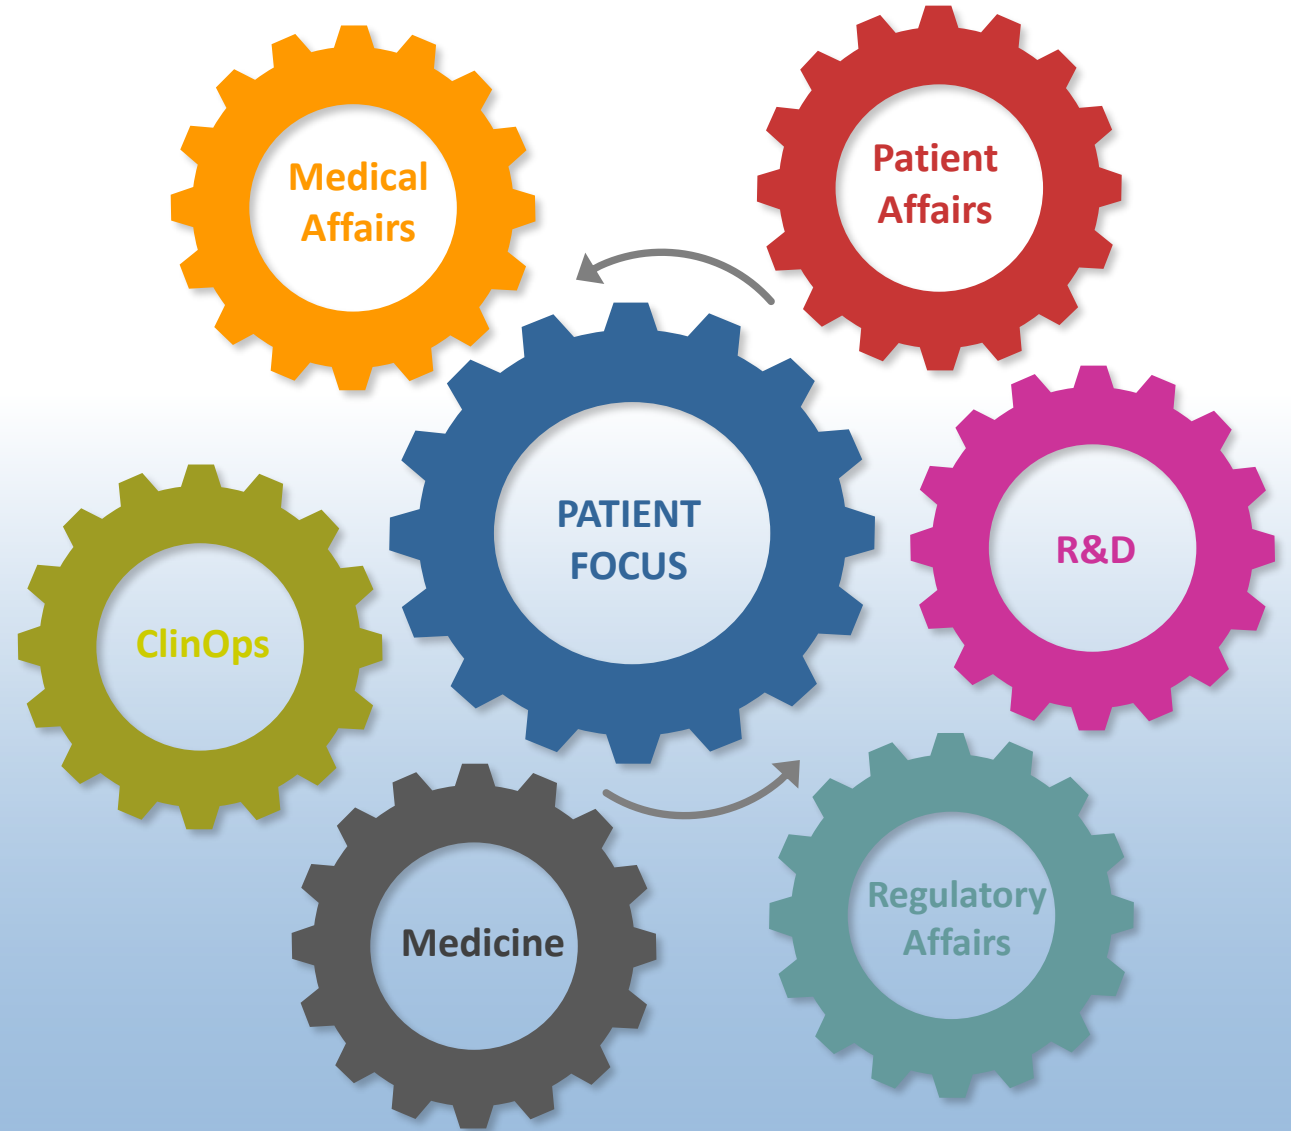 Medical
Affairs
Patient
Affairs
PATIENT
FOCUS
R&D
ClinOps
Regulatory
Affairs
Medicine